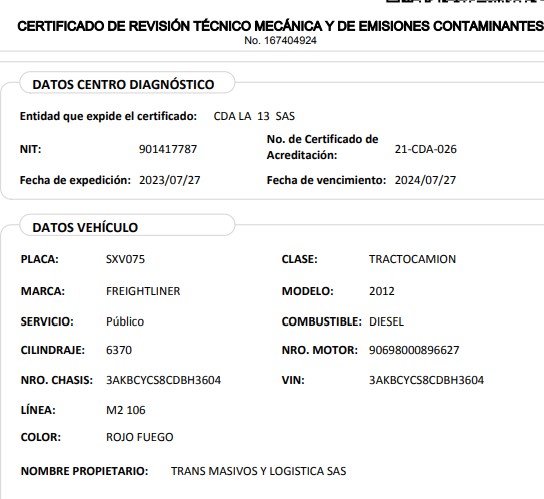 CERTIFICADO DE REVISIÓN TÉCNICO MECÁNICA Y DE EMISIONES CONTAMINANTES
No. 167404924
DATOS CENTRO DIAGNÓSTICO
Entidad que expide el certificado: CDA LA 13 SAS
NIT: 901417787 No. de Certificado de Acreditación: 21-CDA-026
Fecha de expedición: 2023/07/27 Fecha de vencimiento: 2024/07/27
DATOS VEHÍCULO
PLACA: SXV075 CLASE: TRACTOCAMION
MARCA: FREIGHTLINER MODELO: 2012
SERVICIO: Público COMBUSTIBLE: DIESEL
CILINDRAJE: 6370 NRO. MOTOR: 90698000896627
NRO. CHASIS: 3AKBCYCS8CDBH3604 VIN: 3AKBCYCS8CDBH3604
LÍNEA: M2 106
COLOR: ROJO FUEGO
NOMBRE PROPIETARIO: TRANS MASIVOS Y LOGISTICA SAS